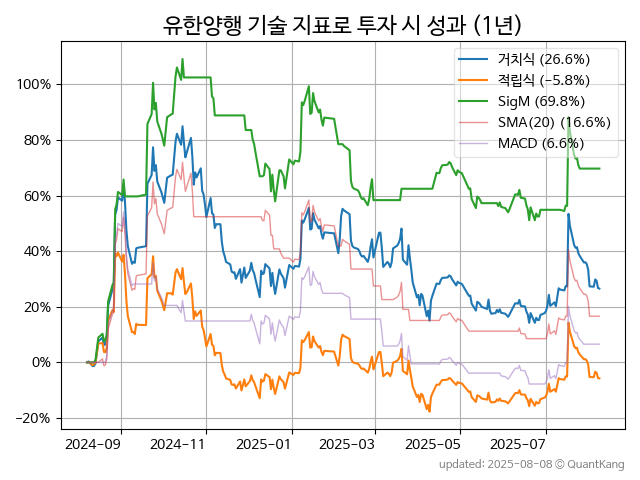 유한양행 기술 지표로 투자 시 성과 (1년)
거치식 (26.6%)
적립식 (−5.8%)
SigM (69.8%)
SMA(20) (16.6%)
MACD (6.6%)
100%
80%
60%
40%
20%
0%
−20%
2024-09 2024-11 2025-01 2025-03 2025-05 2025-07
updated: 2025-08-08 © QuantKang